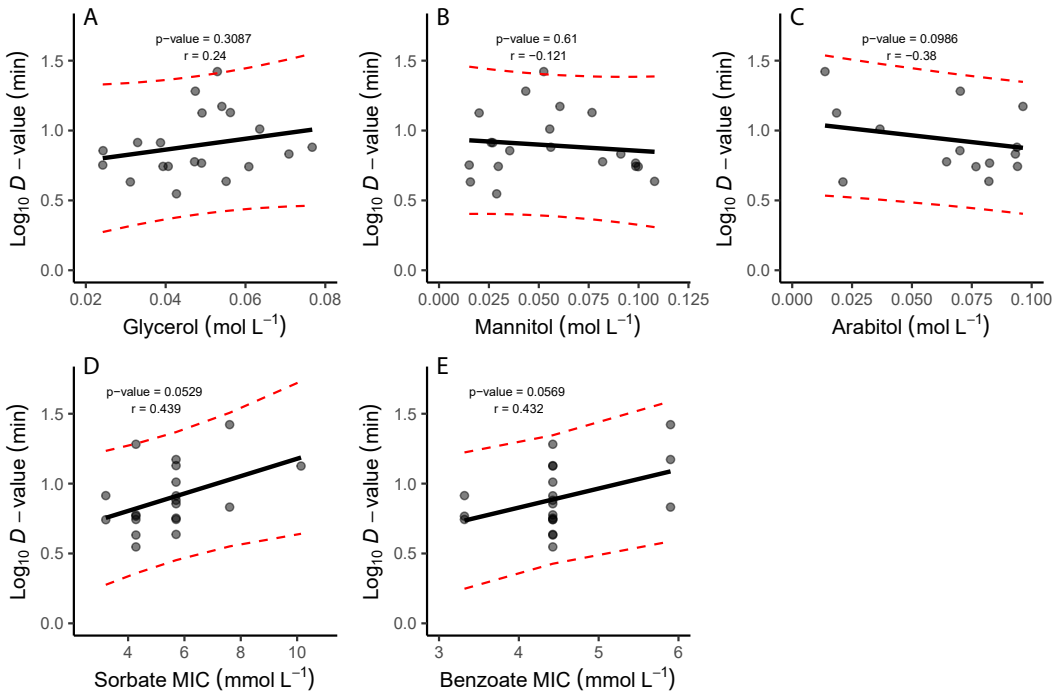 A
p−value = 0.3087
r = 0.24
Log₁₀ D − value (min)
1.5
1.0
0.5
0.0
0.02 0.04 0.06 0.08
Glycerol (mol L⁻¹)
B
p−value = 0.61
r = −0.121
Log₁₀ D − value (min)
1.5
1.0
0.5
0.0
0.000 0.025 0.050 0.075 0.100 0.125
Mannitol (mol L⁻¹)
C
p−value = 0.0986
r = −0.38
Log₁₀ D − value (min)
1.5
1.0
0.5
0.0
0.000 0.025 0.050 0.075 0.100
Arabitol (mol L⁻¹)
D
p−value = 0.0529
r = 0.439
Log₁₀ D − value (min)
1.5
1.0
0.5
0.0
4 6 8 10
Sorbate MIC (mmol L⁻¹)
E
p−value = 0.0569
r = 0.432
Log₁₀ D − value (min)
1.5
1.0
0.5
0.0
3 4 5 6
Benzoate MIC (mmol L⁻¹)